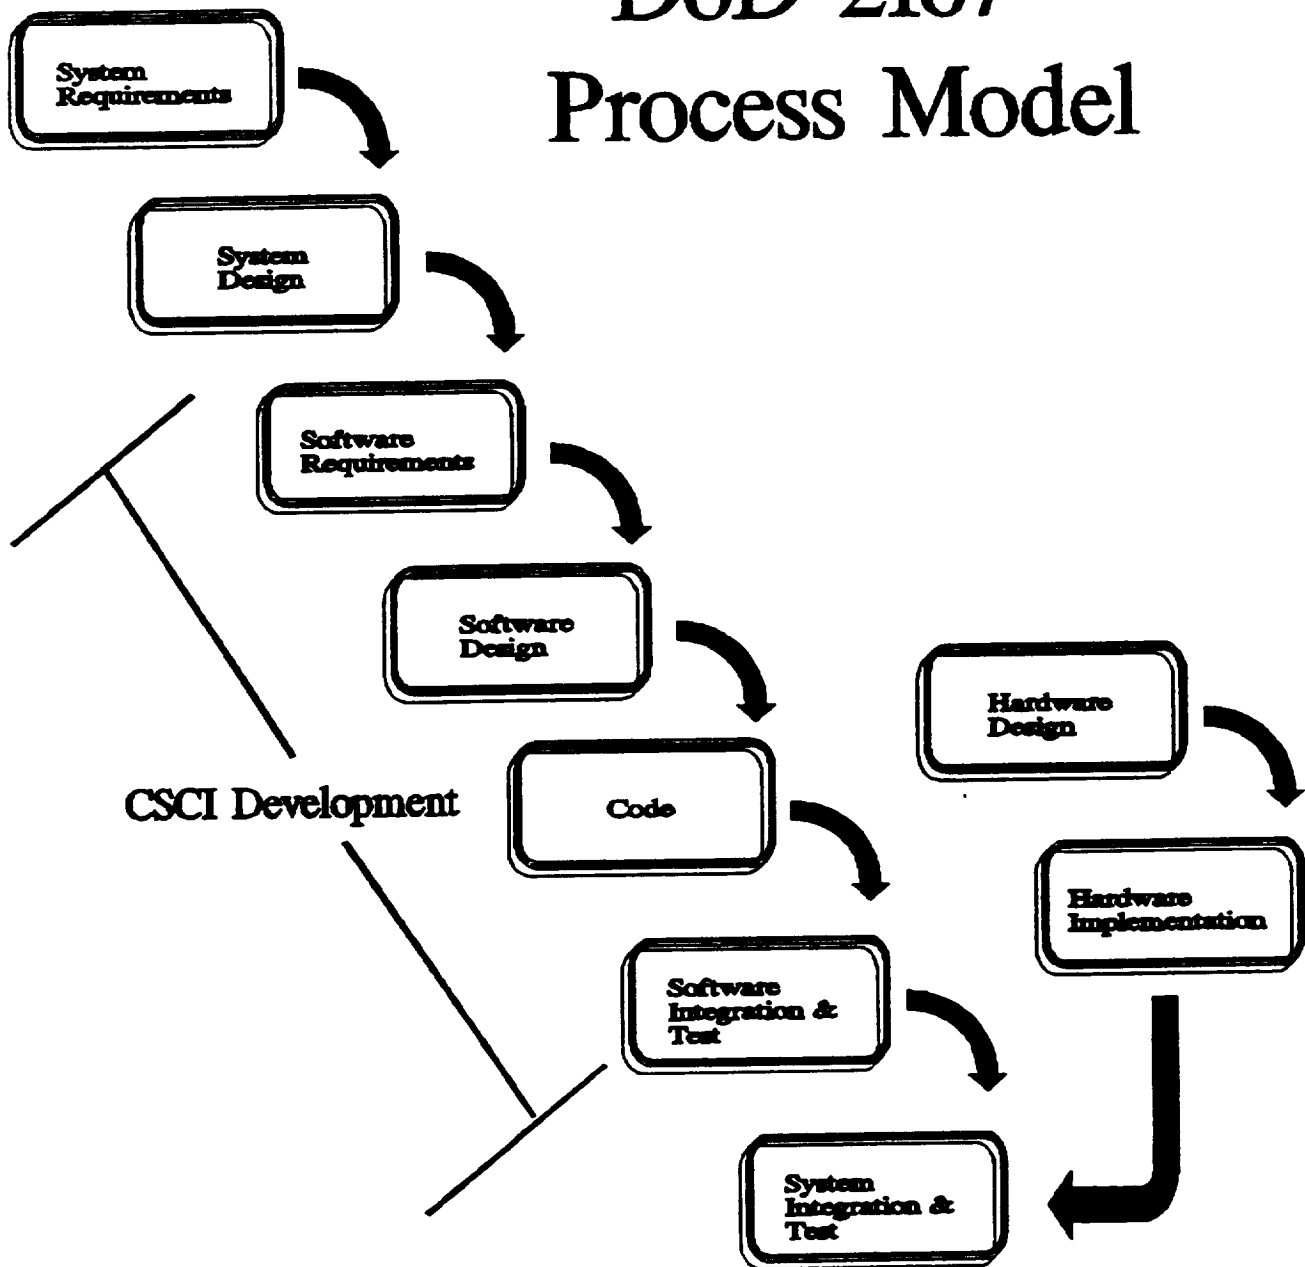 DoD 2167
Process Model
System
Requirements
System
Design
Software
Requirements
Software
Design
Hardware
Design
CSCI Development
Code
Hardware
Implementation
Software
Integration &
Test
System
Integration &
Test